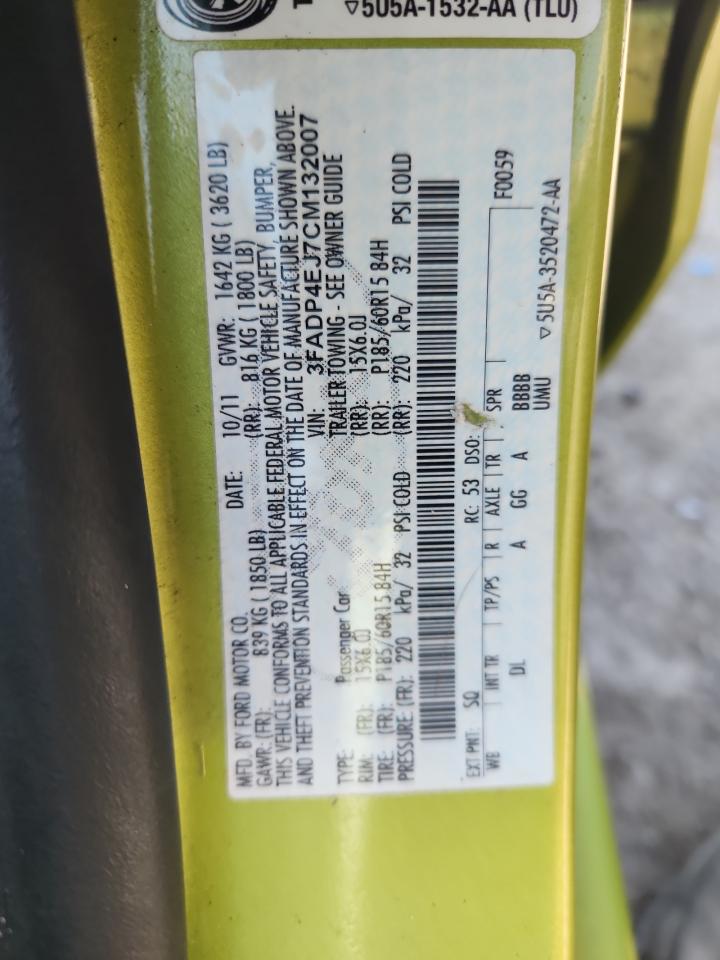 ▽5U5A-1532-AA (TLU)
MFD. BY FORD MOTOR CO. DATE: 10/11 GVWR: 1642 KG ( 3620 LB)
GAWR: (FR): 839 KG ( 1850 LB) (RR): 816 KG ( 1800 LB)
THIS VEHICLE CONFORMS TO ALL APPLICABLE FEDERAL MOTOR VEHICLE SAFETY, BUMPER,
AND THEFT PREVENTION STANDARDS IN EFFECT ON THE DATE OF MANUFACTURE SHOWN ABOVE.
VIN: 3FADP4EJ7CM132007
TYPE: Passenger Car TRAILER TOWING - SEE OWNER GUIDE
RIM: (FR): 15X6.0J (RR): 15X6.0J
TIRE: (FR): P185/60R15 84H (RR): P185/60R15 84H
PRESSURE: (FR): 220 kPa/ 32 PSI COLD (RR): 220 kPa/ 32 PSI COLD
EXT PNT: SQ RC: 53 DSO:
WB INT TR TP/PS R AXLE TR SPR F0059
DL A GG A BBBB
UMU
▽5U5A-3520472-AA